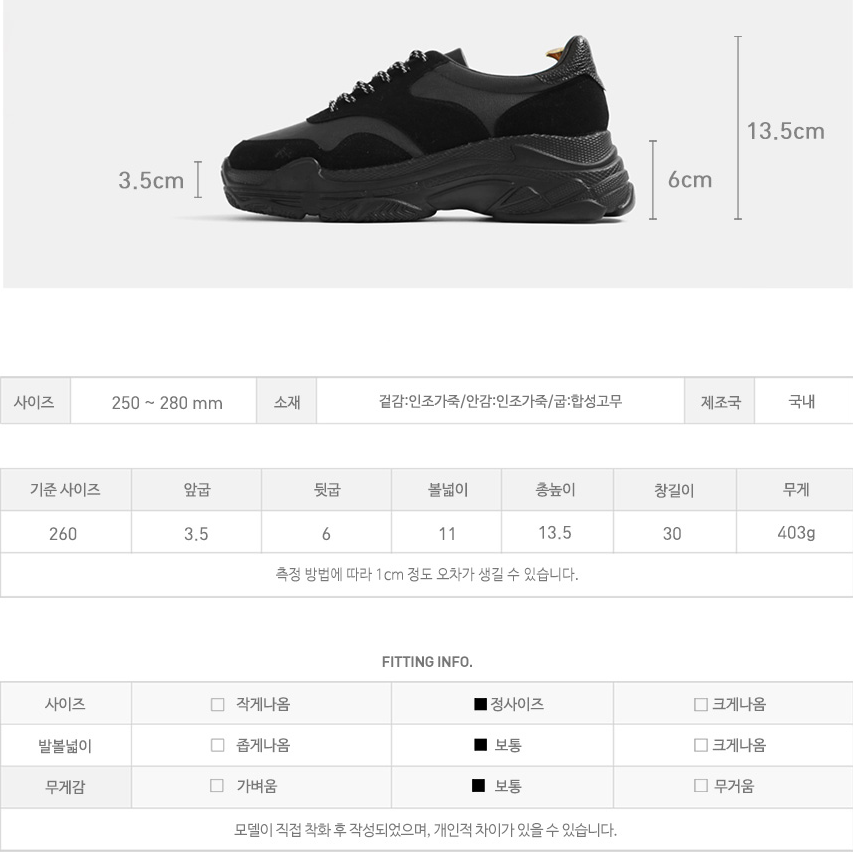 13.5cm
3.5cm
6cm
사이즈 250 ~ 280 mm 소재 겉감:인조가죽/안감:인조가죽/굽:합성고무 제조국 국내
기준 사이즈 앞굽 뒷굽 볼넓이 총높이 창길이 무게
260 3.5 6 11 13.5 30 403g
측정 방법에 따라 1cm 정도 오차가 생길 수 있습니다.
FITTING INFO.
사이즈 □ 작게나옴 ■ 정사이즈 □ 크게나옴
발볼넓이 □ 좁게나옴 ■ 보통 □ 크게나옴
무게감 □ 가벼움 ■ 보통 □ 무거움
모델이 직접 착화 후 작성되었으며, 개인적 차이가 있을 수 있습니다.